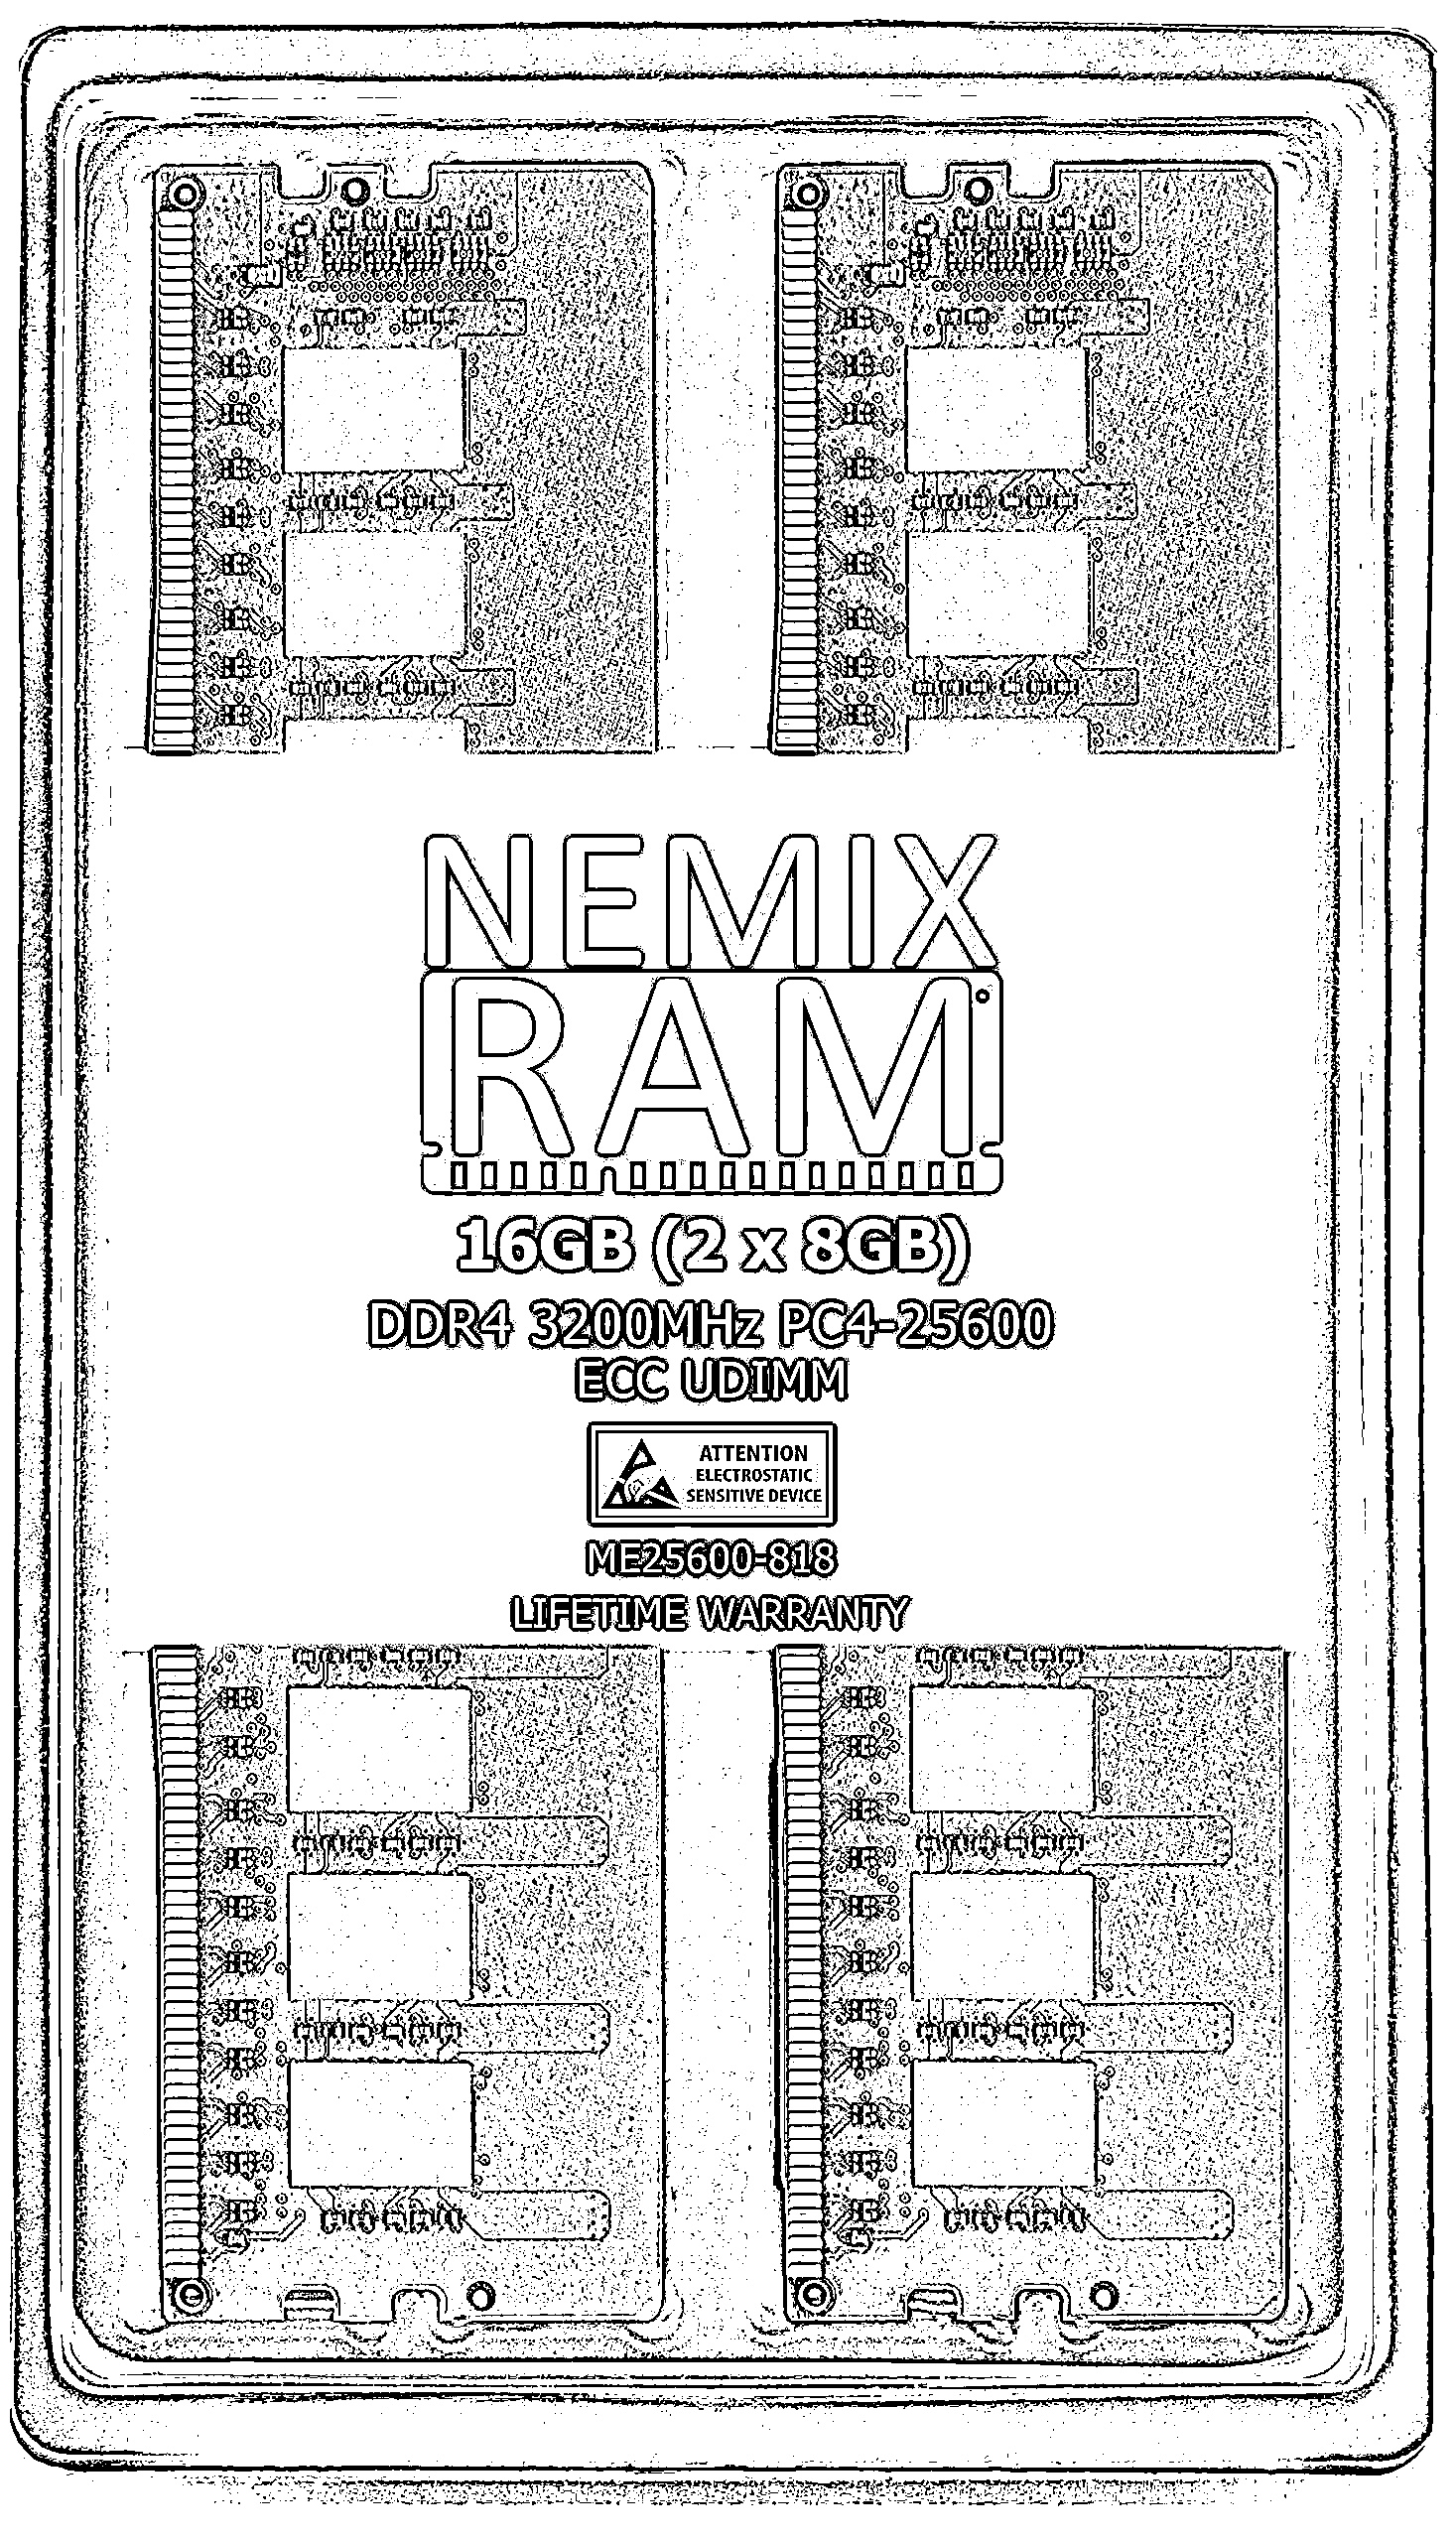 NEMIX
RAM
16GB (2 x 8GB)
DDR4 3200MHz PC4-25600
ECC UDIMM
ATTENTION
ELECTROSTATIC
SENSITIVE DEVICE
ME25600-818
LIFETIME WARRANTY